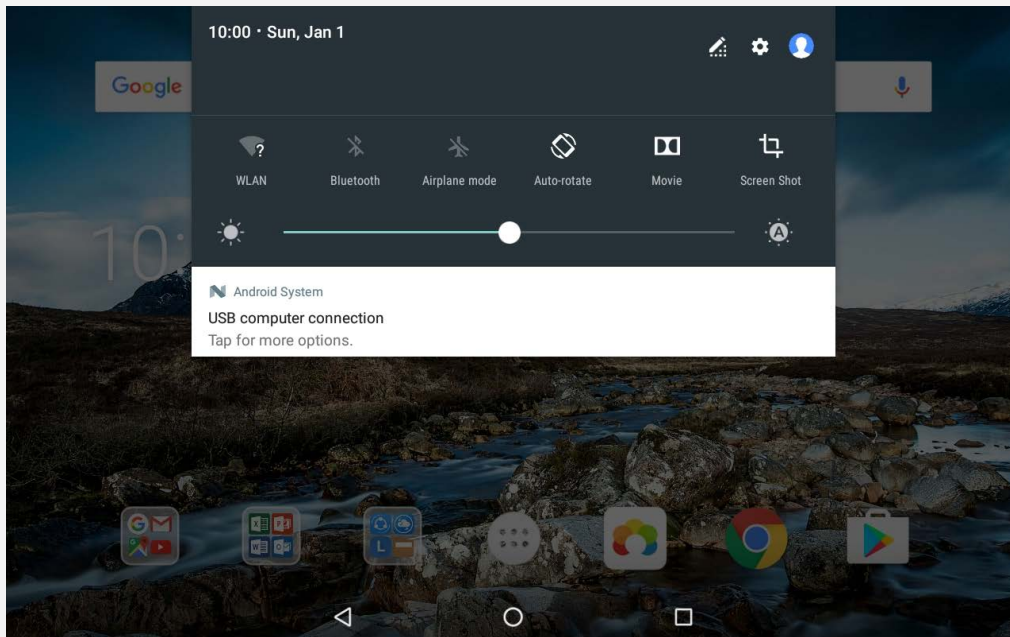 10:00 · Sun, Jan 1
Google
WLAN
Bluetooth
Airplane mode
Auto-rotate
Movie
Screen Shot
A
10:
Android System
USB computer connection
Tap for more options.
L